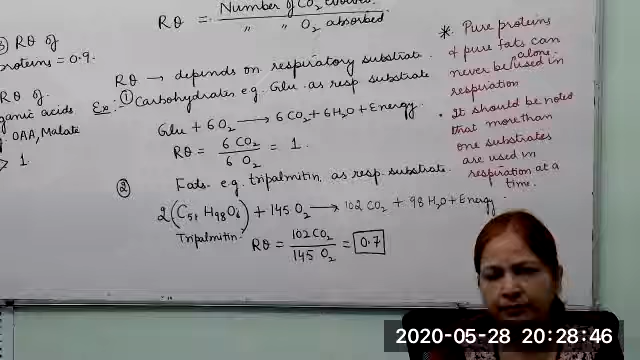 RQ = Number of CO2 evolved
" " O2 absorbed
3) RQ of
proteins = 0.9.
RQ of
ganic acids
OAA, Malate
> 1
RQ → depends on respiratory substrate.
Ex:- ① Carbohydrates e.g. Glu. as resp substrate
Glu + 6O2 → 6CO2 + 6H2O + Energy.
RQ = 6 CO2 / 6 O2 = 1.
② Fats. e.g. tripalmitin as resp. substrate.
2(C51 H98O6) + 145 O2 → 102 CO2 + 98 H2O + Energy.
Tripalmitin.
RQ = 102 CO2 / 145 O2 = 0.7
* Pure proteins
& pure fats can
alone.
never be used in
respiration
• It should be noted
that more than
one substrates
are used in
respiration at a
time.
2020-05-28 20:28:46